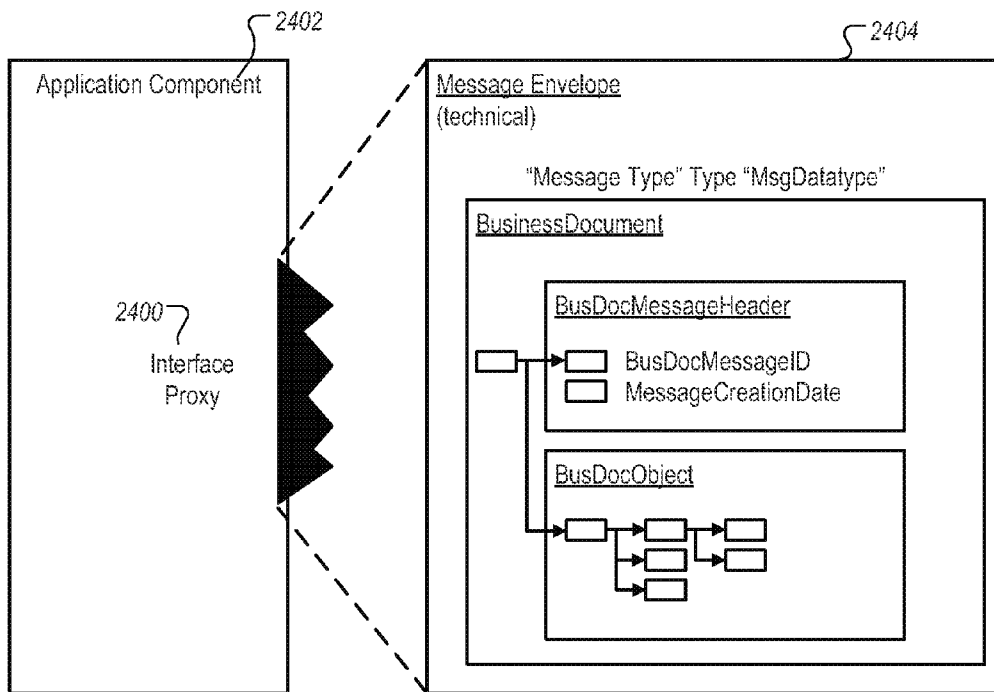 2402
Application Component
2400
Interface
Proxy
2404
Message Envelope
(technical)
"Message Type" Type "MsgDatatype"
BusinessDocument
BusDocMessageHeader
BusDocMessageID
MessageCreationDate
BusDocObject